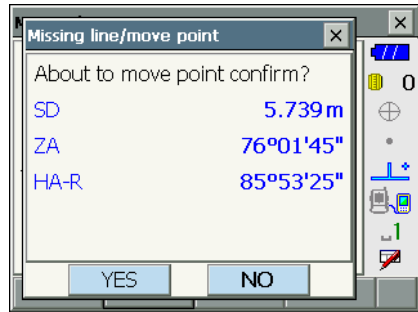 Missing line/move point
About to move point confirm?
SD 5.739 m
ZA 76°01'45"
HA-R 85°53'25"
YES NO
0
1